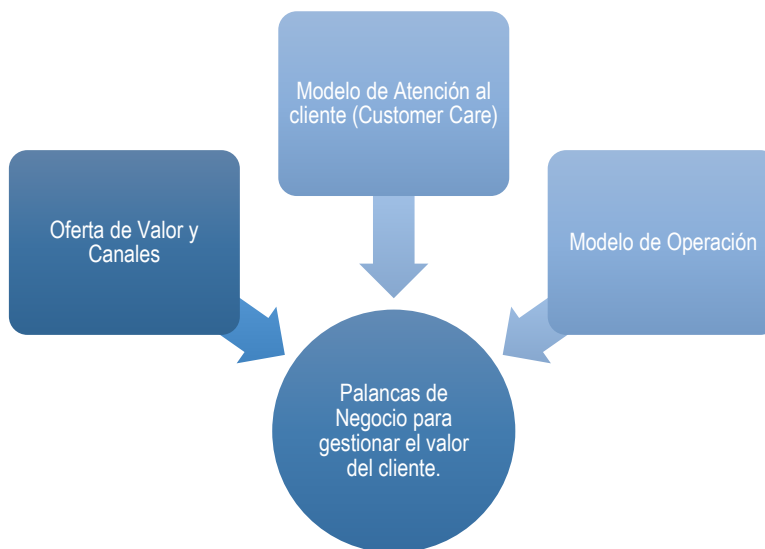 Modelo de Atención al
cliente (Customer Care)
Oferta de Valor y
Canales
Modelo de Operación
Palancas de
Negocio para
gestionar el valor
del cliente.